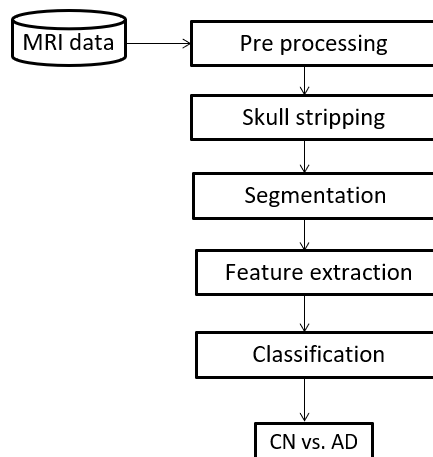 MRI data
Pre processing
Skull stripping
Segmentation
Feature extraction
Classification
CN vs. AD